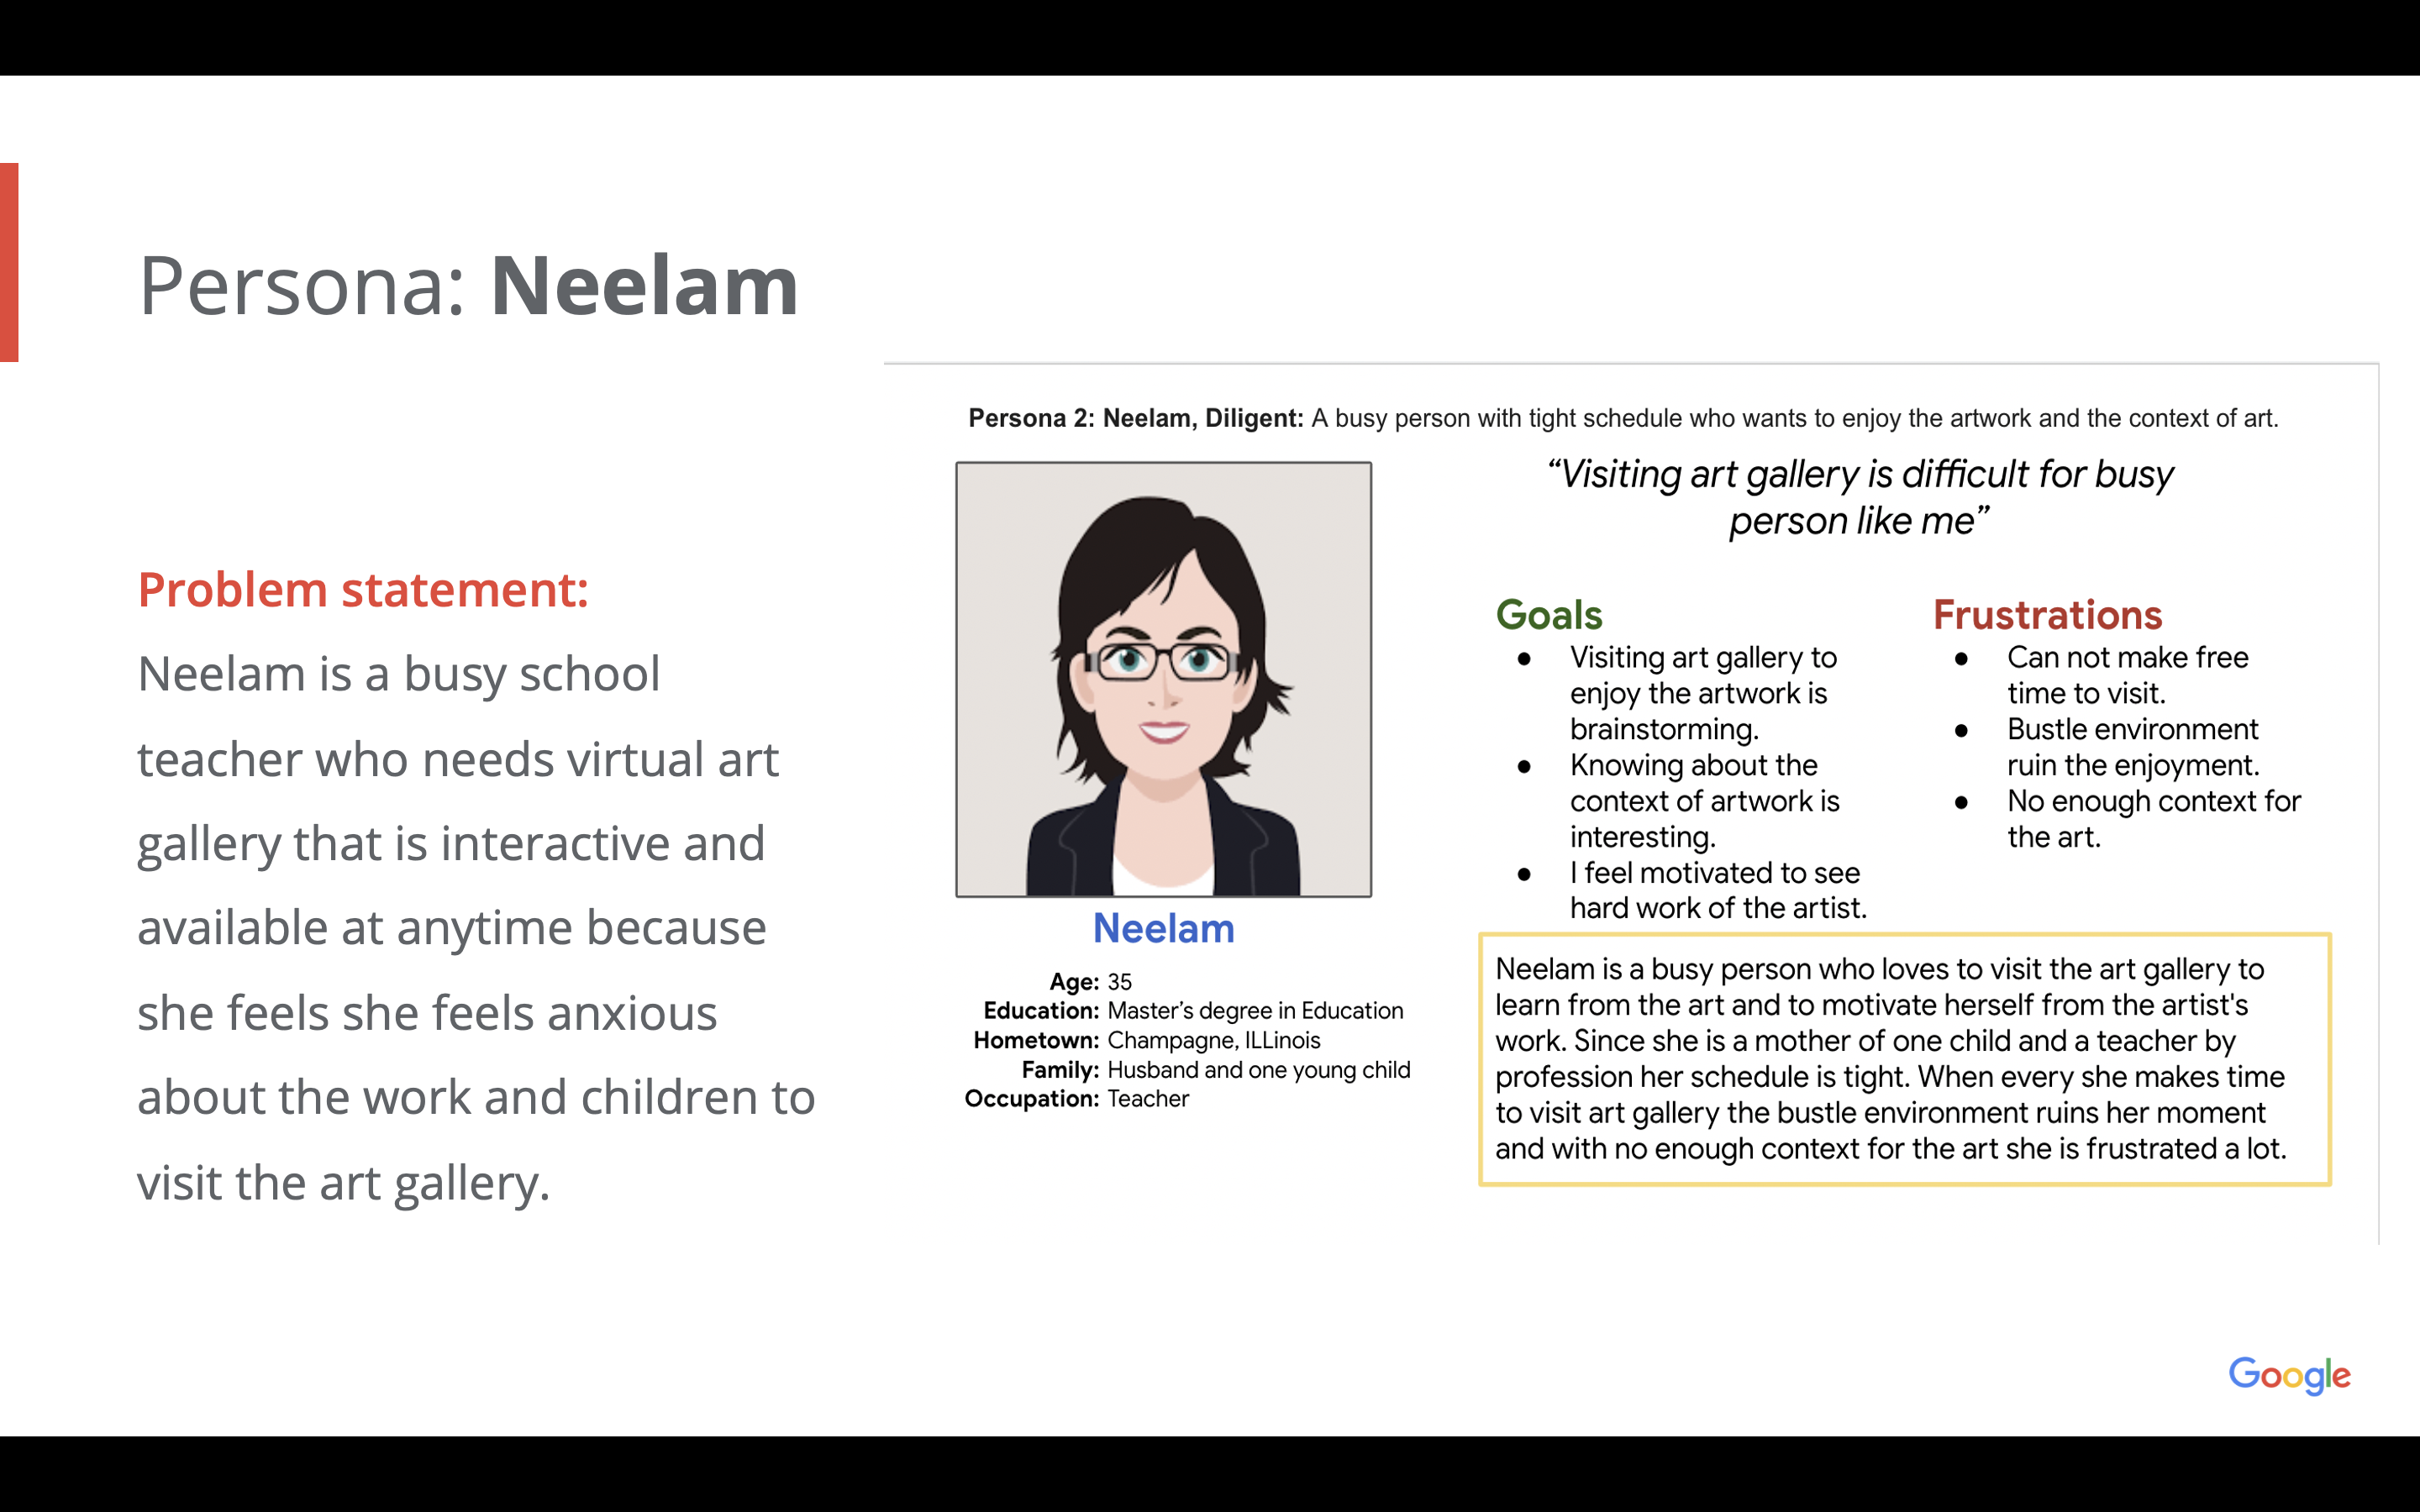 Persona: Neelam
Problem statement:
Neelam is a busy school
teacher who needs virtual art
gallery that is interactive and
available at anytime because
she feels she feels anxious
about the work and children to
visit the art gallery.
Persona 2: Neelam, Diligent: A busy person with tight schedule who wants to enjoy the artwork and the context of art.
Neelam
Age: 35
Education: Master’s degree in Education
Hometown: Champagne, ILLinois
Family: Husband and one young child
Occupation: Teacher
“Visiting art gallery is difficult for busy
person like me”
Goals
● Visiting art gallery to
enjoy the artwork is
brainstorming.
● Knowing about the
context of artwork is
interesting.
● I feel motivated to see
hard work of the artist.
Frustrations
● Can not make free
time to visit.
● Bustle environment
ruin the enjoyment.
● No enough context for
the art.
Neelam is a busy person who loves to visit the art gallery to
learn from the art and to motivate herself from the artist's
work. Since she is a mother of one child and a teacher by
profession her schedule is tight. When every she makes time
to visit art gallery the bustle environment ruins her moment
and with no enough context for the art she is frustrated a lot.
Google